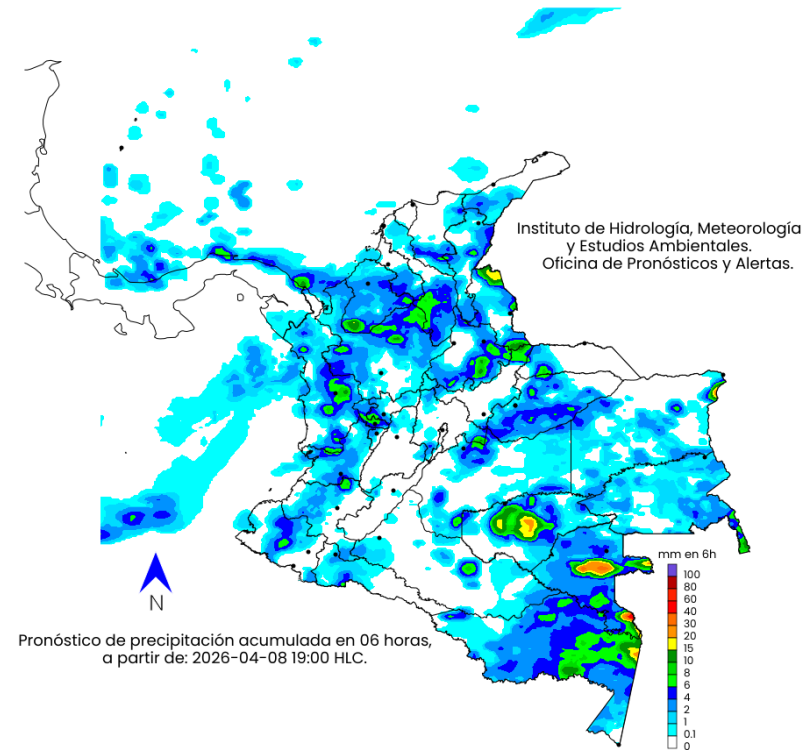 Instituto de Hidrología, Meteorología
y Estudios Ambientales.
Oficina de Pronósticos y Alertas.
N
Pronóstico de precipitación acumulada en 06 horas,
a partir de: 2026-04-08 19:00 HLC.
mm en 6h
100
80
60
40
30
20
15
10
8
6
4
2
1
0.1
0